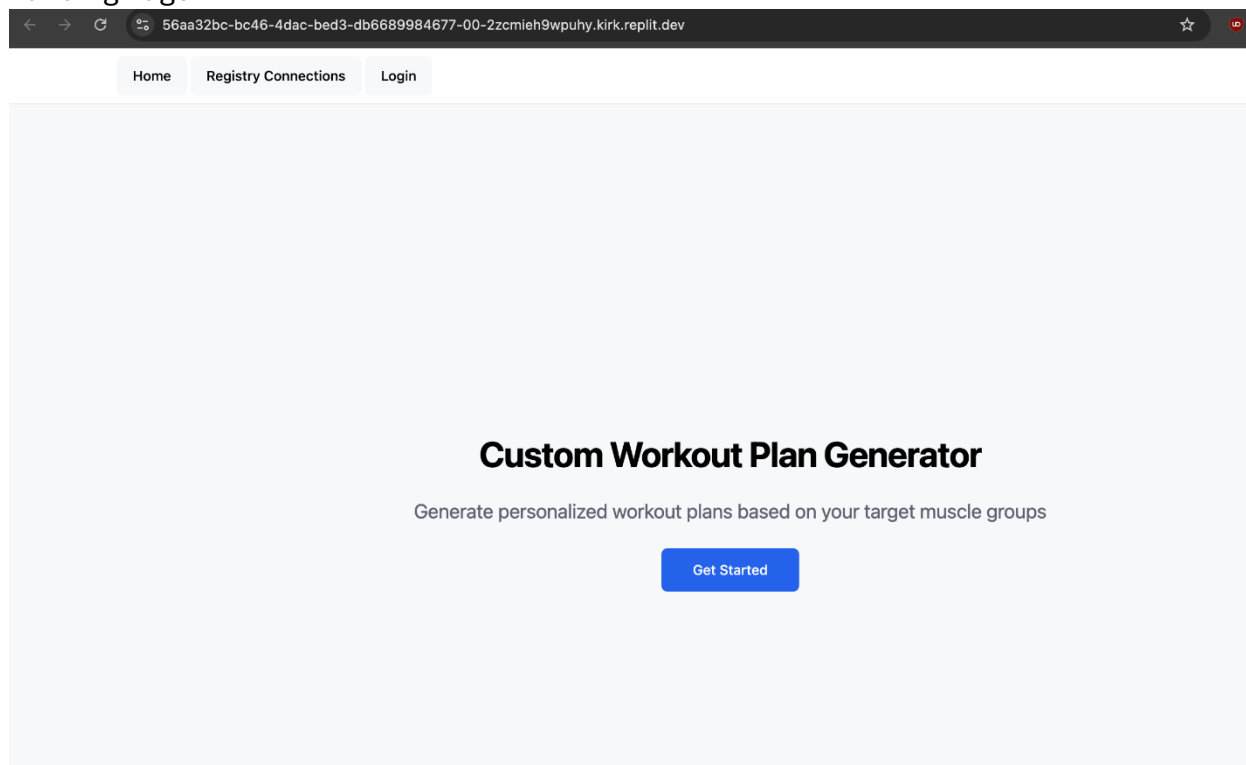 56aa32bc-bc46-4dac-bed3-db6689984677-00-2zcmieh9wpuhy.kirk.replit.dev
Home Registry Connections Login
Custom Workout Plan Generator
Generate personalized workout plans based on your target muscle groups
Get Started